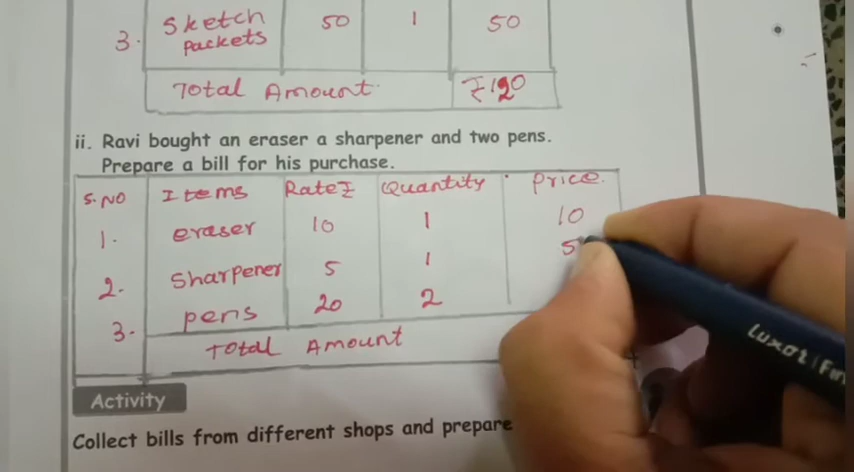 3. Sketch packets 50 1 50
Total Amount ₹120
ii. Ravi bought an eraser a sharpener and two pens.
Prepare a bill for his purchase.
S.NO Items Rate₹ Quantity Price.
1. eraser 10 1 10
2. Sharpener 5 1 5
3. pens 20 2
Total Amount
Activity
Collect bills from different shops and prepare
Luxor